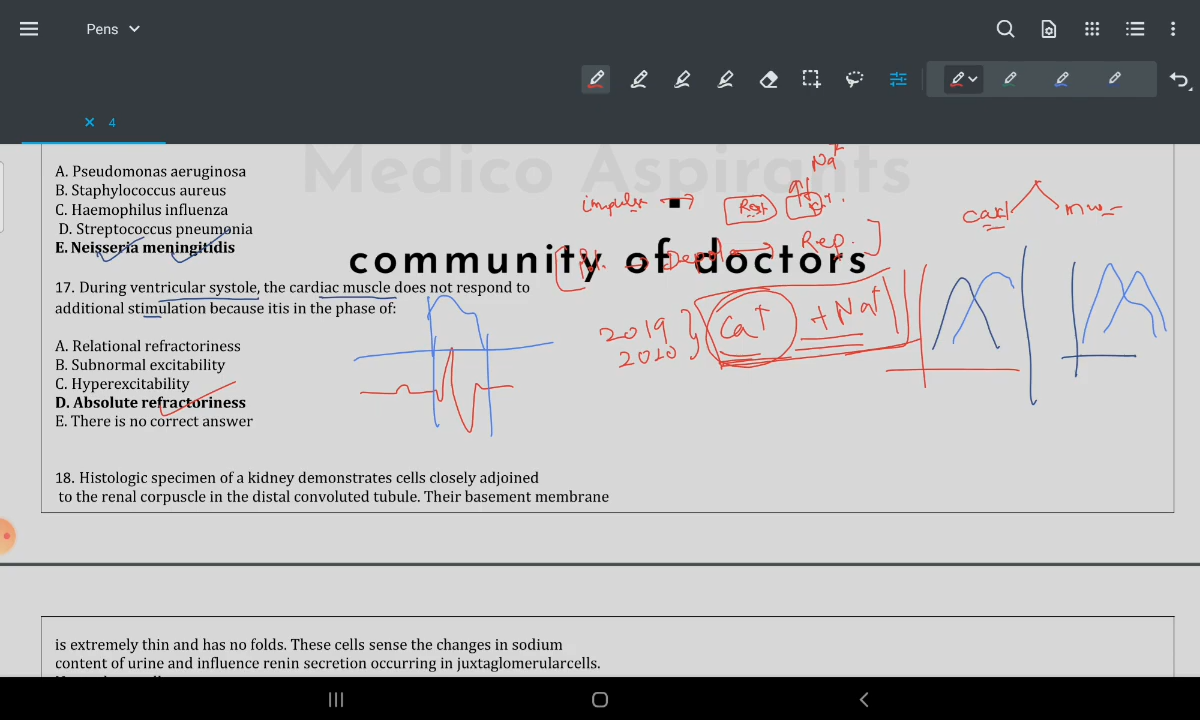 Pens
4
Medico Aspirants
A. Pseudomonas aeruginosa
B. Staphylococcus aureus
C. Haemophilus influenza
D. Streptococcus pneumonia
E. Neisseria meningitidis
Na+
impulse
Rest
K+
Depola
Rep.
community of doctors
17. During ventricular systole, the cardiac muscle does not respond to
additional stimulation because itis in the phase of:
2019
2020
Ca+
+Na+
A. Relational refractoriness
B. Subnormal excitability
C. Hyperexcitability
D. Absolute refractoriness
E. There is no correct answer
18. Histologic specimen of a kidney demonstrates cells closely adjoined
to the renal corpuscle in the distal convoluted tubule. Their basement membrane
is extremely thin and has no folds. These cells sense the changes in sodium
content of urine and influence renin secretion occurring in juxtaglomerularcells.